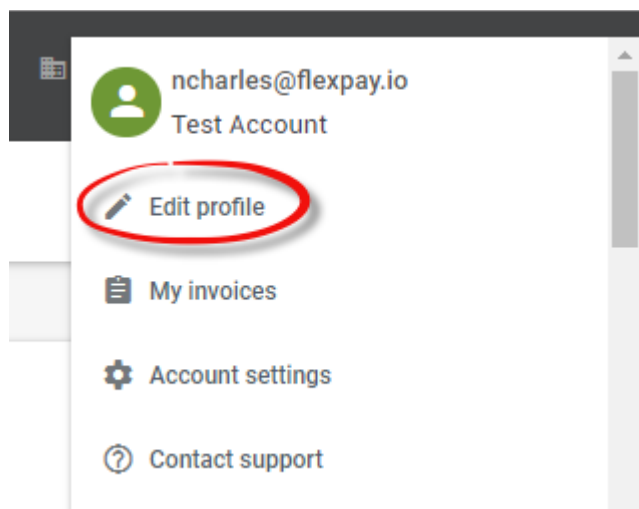 ncharles@flexpay.io
Test Account
Edit profile
My invoices
Account settings
Contact support